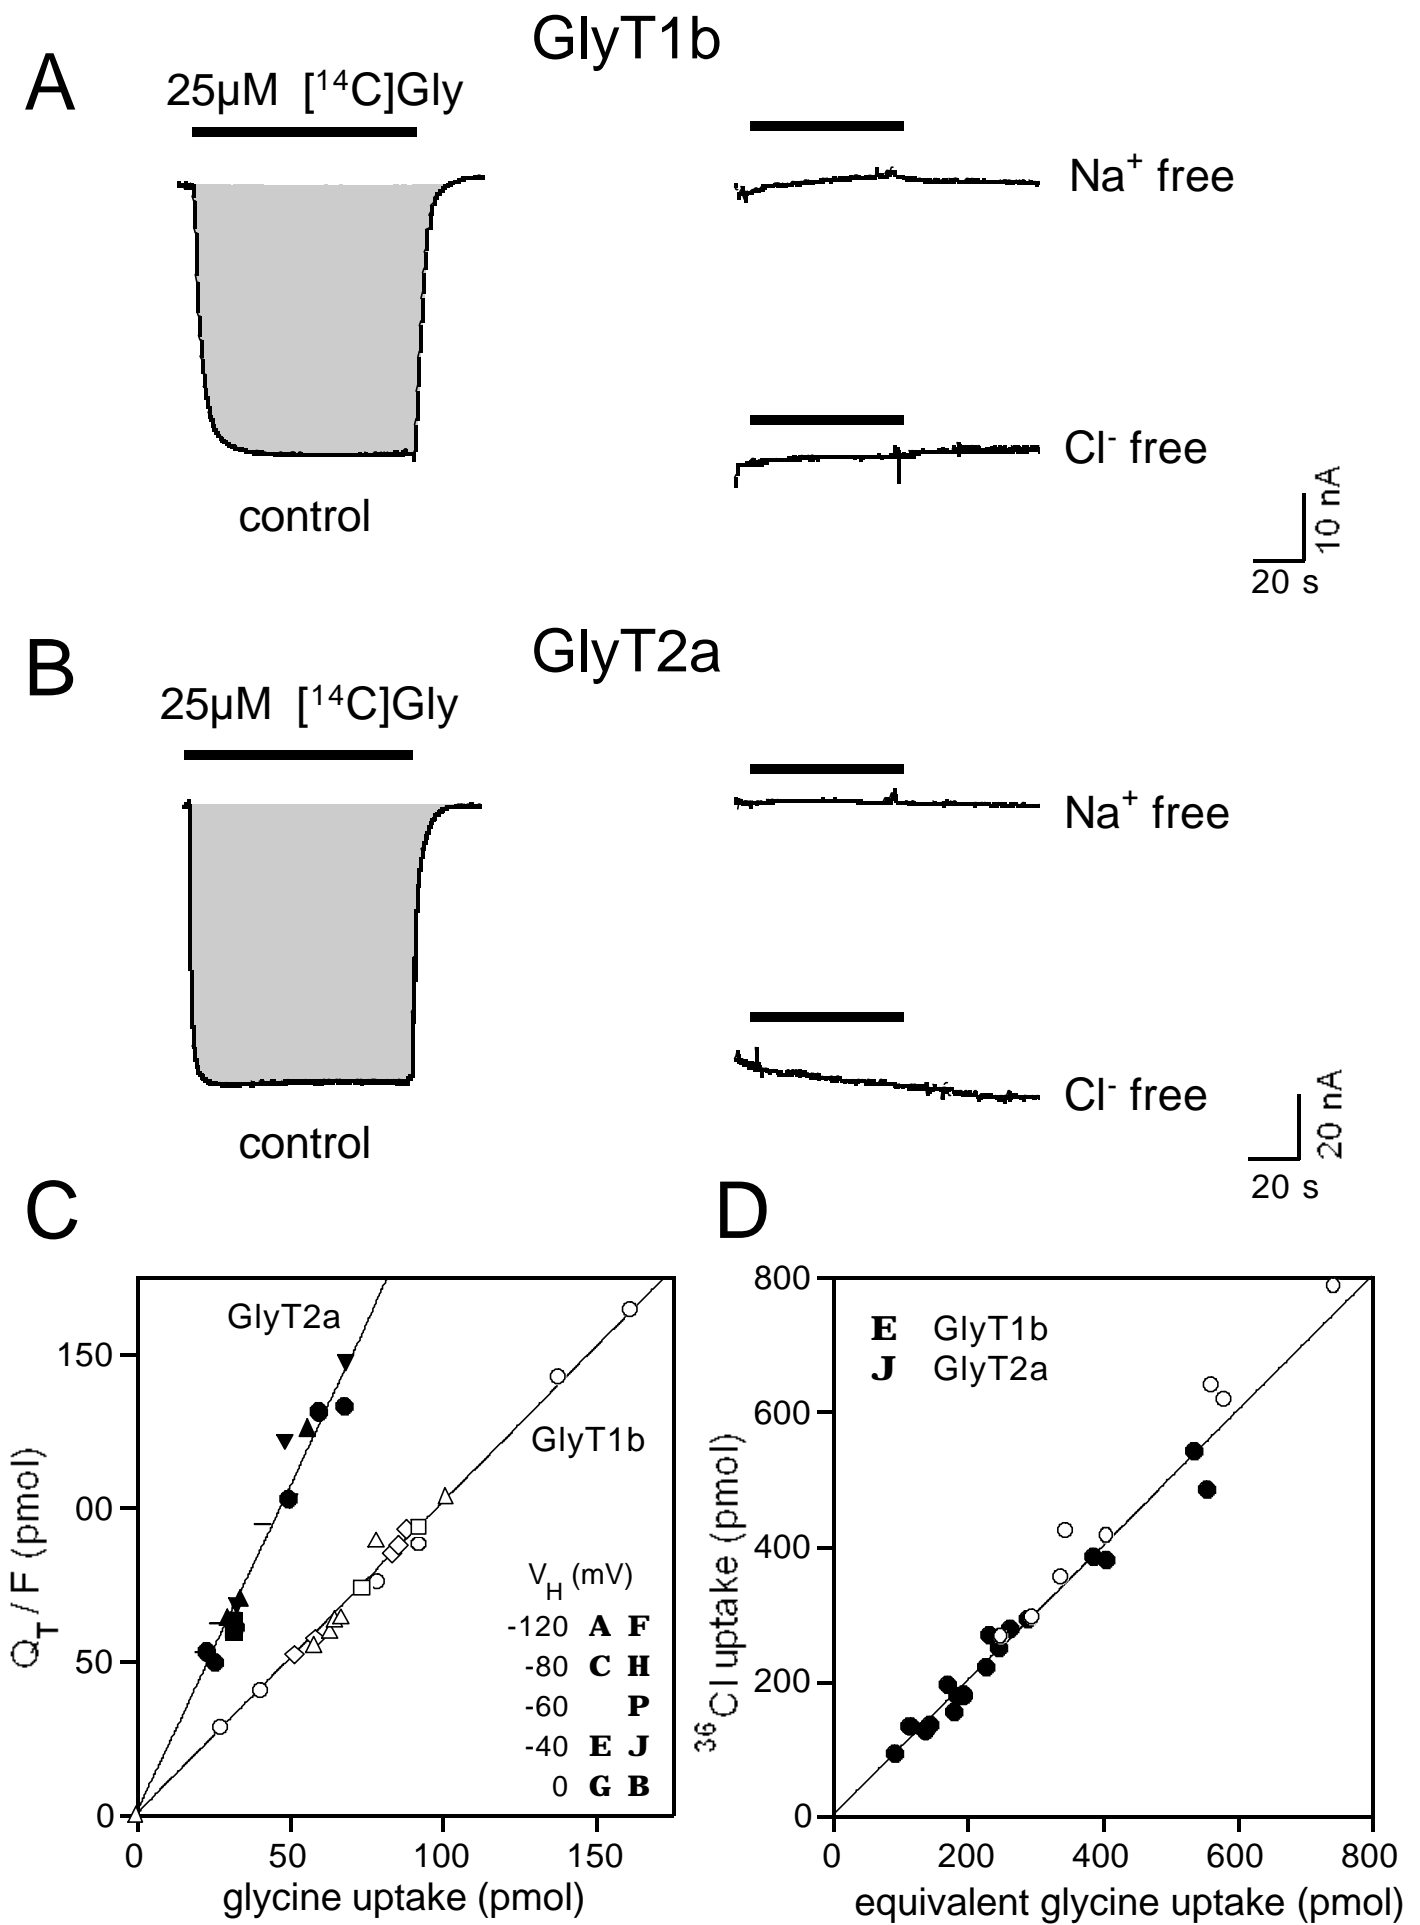 GlyT1b
A
25µM [¹⁴C]Gly
Na⁺ free
Cl⁻ free
control
10 nA
20 s
GlyT2a
B
25µM [¹⁴C]Gly
Na⁺ free
Cl⁻ free
control
20 nA
20 s
C
GlyT2a
GlyT1b
150
00
50
0
Q_T / F (pmol)
V_H (mV)
-120 A F
-80 C H
-60 P
-40 E J
0 G B
0 50 100 150
glycine uptake (pmol)
D
E GlyT1b
J GlyT2a
800
600
400
200
0
³⁶Cl uptake (pmol)
0 200 400 600 800
equivalent glycine uptake (pmol)